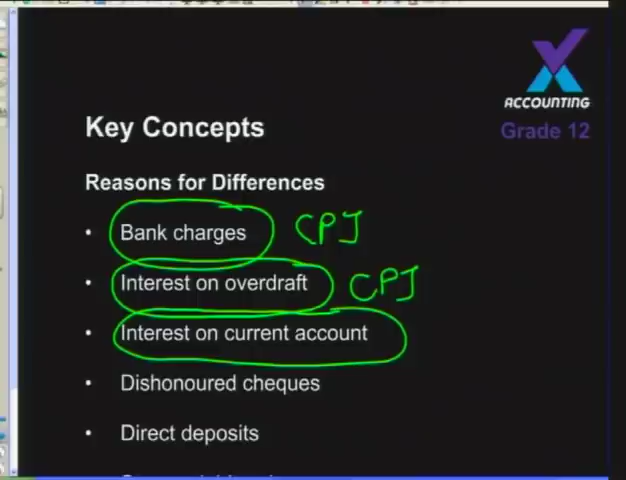 ACCOUNTING
Grade 12
Key Concepts
Reasons for Differences
• Bank charges CPJ
• Interest on overdraft CPJ
• Interest on current account
• Dishonoured cheques
• Direct deposits